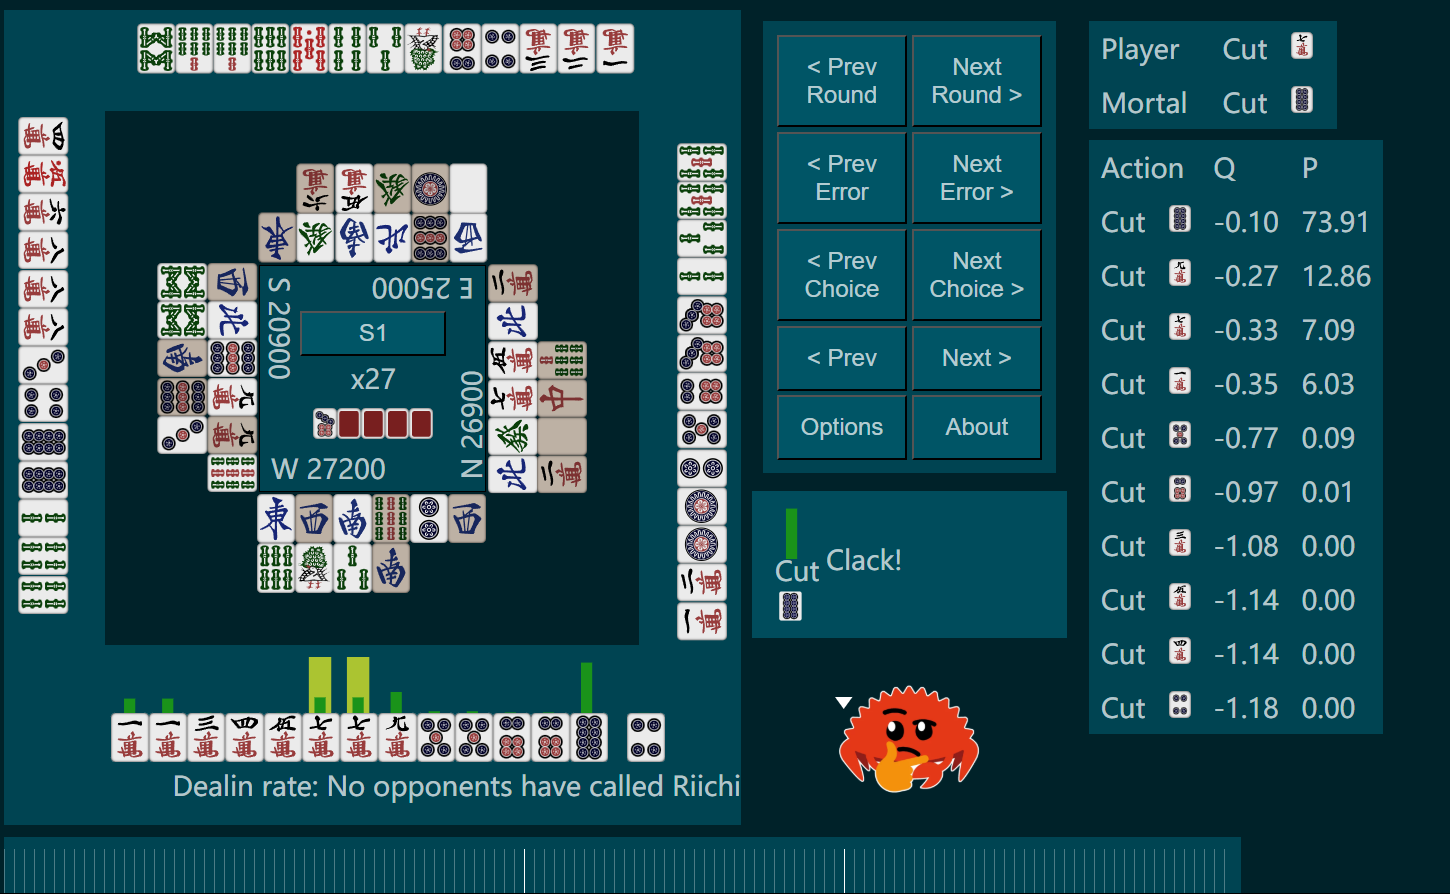 < Prev Round
Next Round >
< Prev Error
Next Error >
< Prev Choice
Next Choice >
< Prev
Next >
Options
About
Player Cut
Mortal Cut
Action Q P
Cut -0.10 73.91
Cut -0.27 12.86
Cut -0.33 7.09
Cut -0.35 6.03
Cut -0.77 0.09
Cut -0.97 0.01
Cut -1.08 0.00
Cut -1.14 0.00
Cut -1.14 0.00
Cut -1.18 0.00
E 25000
S 20900
S1
x27
N 26900
W 27200
Cut
Clack!
Dealin rate: No opponents have called Riichi